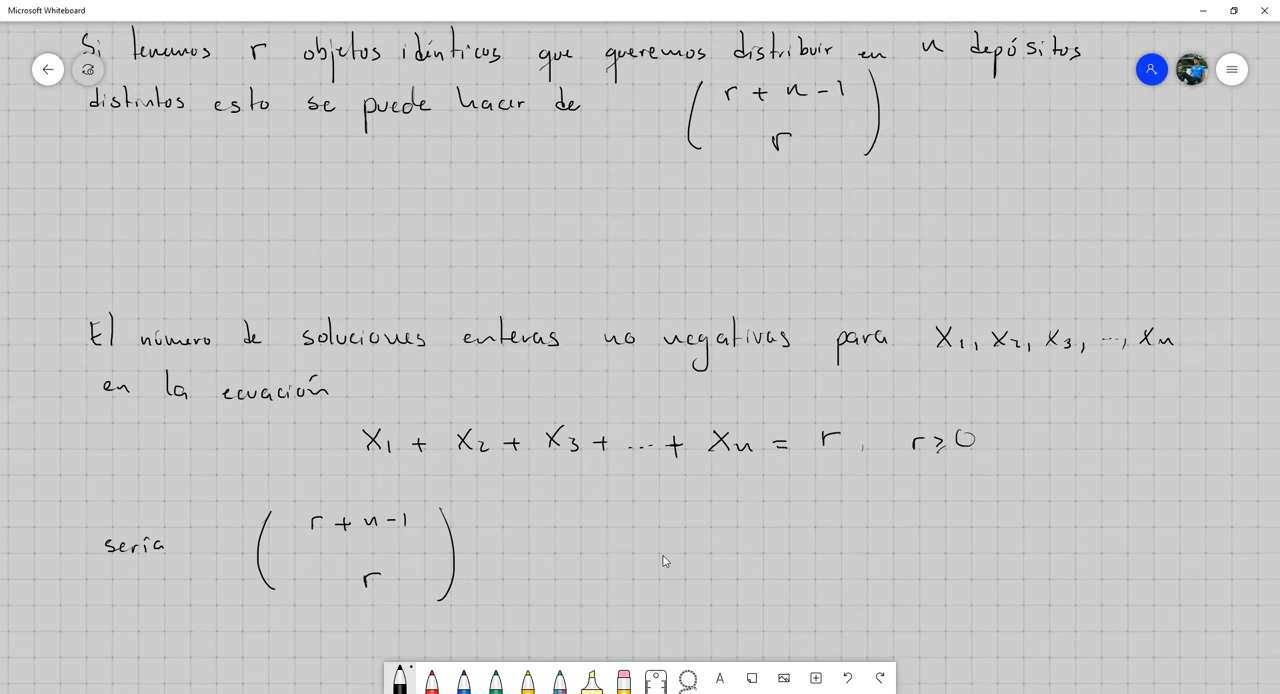 Microsoft Whiteboard
Si tenemos r objetos idénticos que queremos distribuir en n depósitos
distintos esto se puede hacer de (r + n - 1
r)
El número de soluciones enteras no negativas para X1, X2, X3, ..., Xn
en la ecuación
X1 + X2 + X3 + ... + Xn = r, r ≥ 0
sería (r + n - 1
r)
A